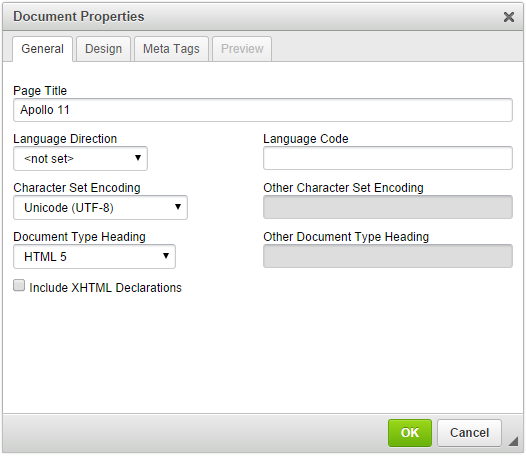 Document Properties
General Design Meta Tags Preview
Page Title
Apollo 11
Language Direction Language Code
<not set>
Character Set Encoding Other Character Set Encoding
Unicode (UTF-8)
Document Type Heading Other Document Type Heading
HTML 5
Include XHTML Declarations
OK Cancel